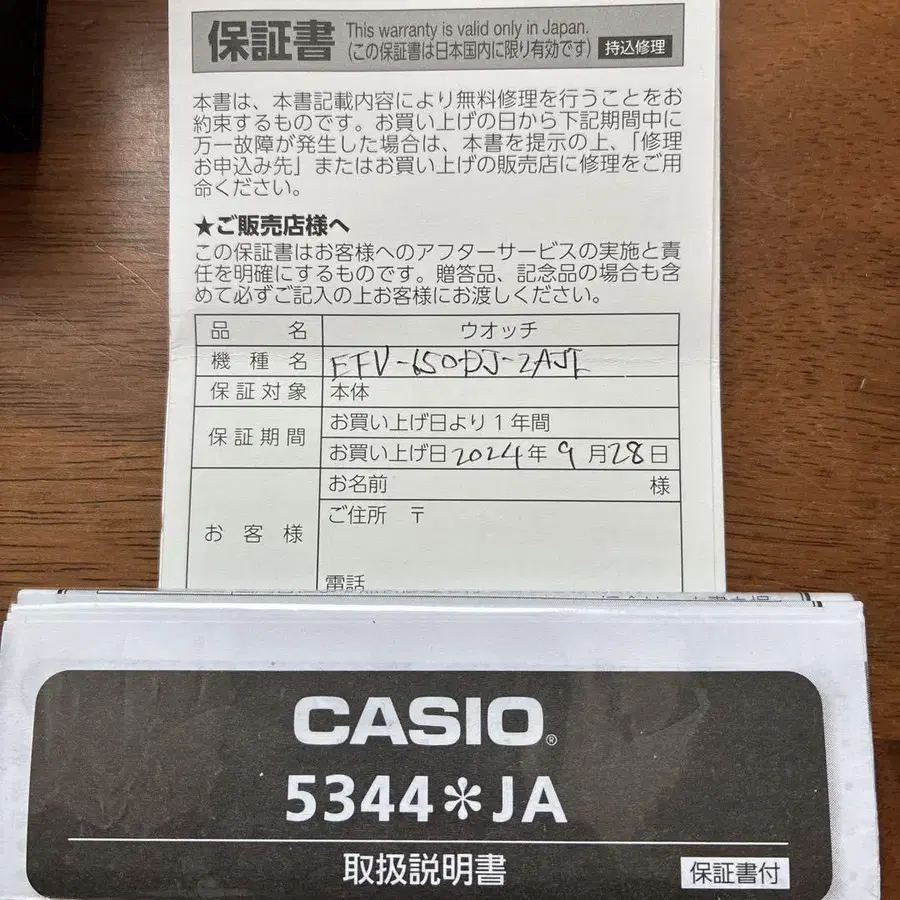 保証書
This warranty is valid only in Japan.
(この保証書は日本国内に限り有効です)
持込修理
本書は、本書記載内容により無料修理を行うことをお
約束するものです。お買い上げの日から下記期間中に
万一故障が発生した場合は、本書を提示の上、「修理
お申込み先」またはお買い上げの販売店に修理をご用
命ください。
★ご販売店様へ
この保証書はお客様へのアフターサービスの実施と責
任を明確にするものです。贈答品、記念品の場合も含
めて必ずご記入の上お客様にお渡しください。
品名 ウオッチ
機種名 EFV-650DJ-2AJF
保証対象 本体
保証期間 お買い上げ日より1年間
お買い上げ日 2024年 9月28日
お客様 お名前 様
ご住所 〒
電話
CASIO®
5344＊JA
取扱説明書
保証書付